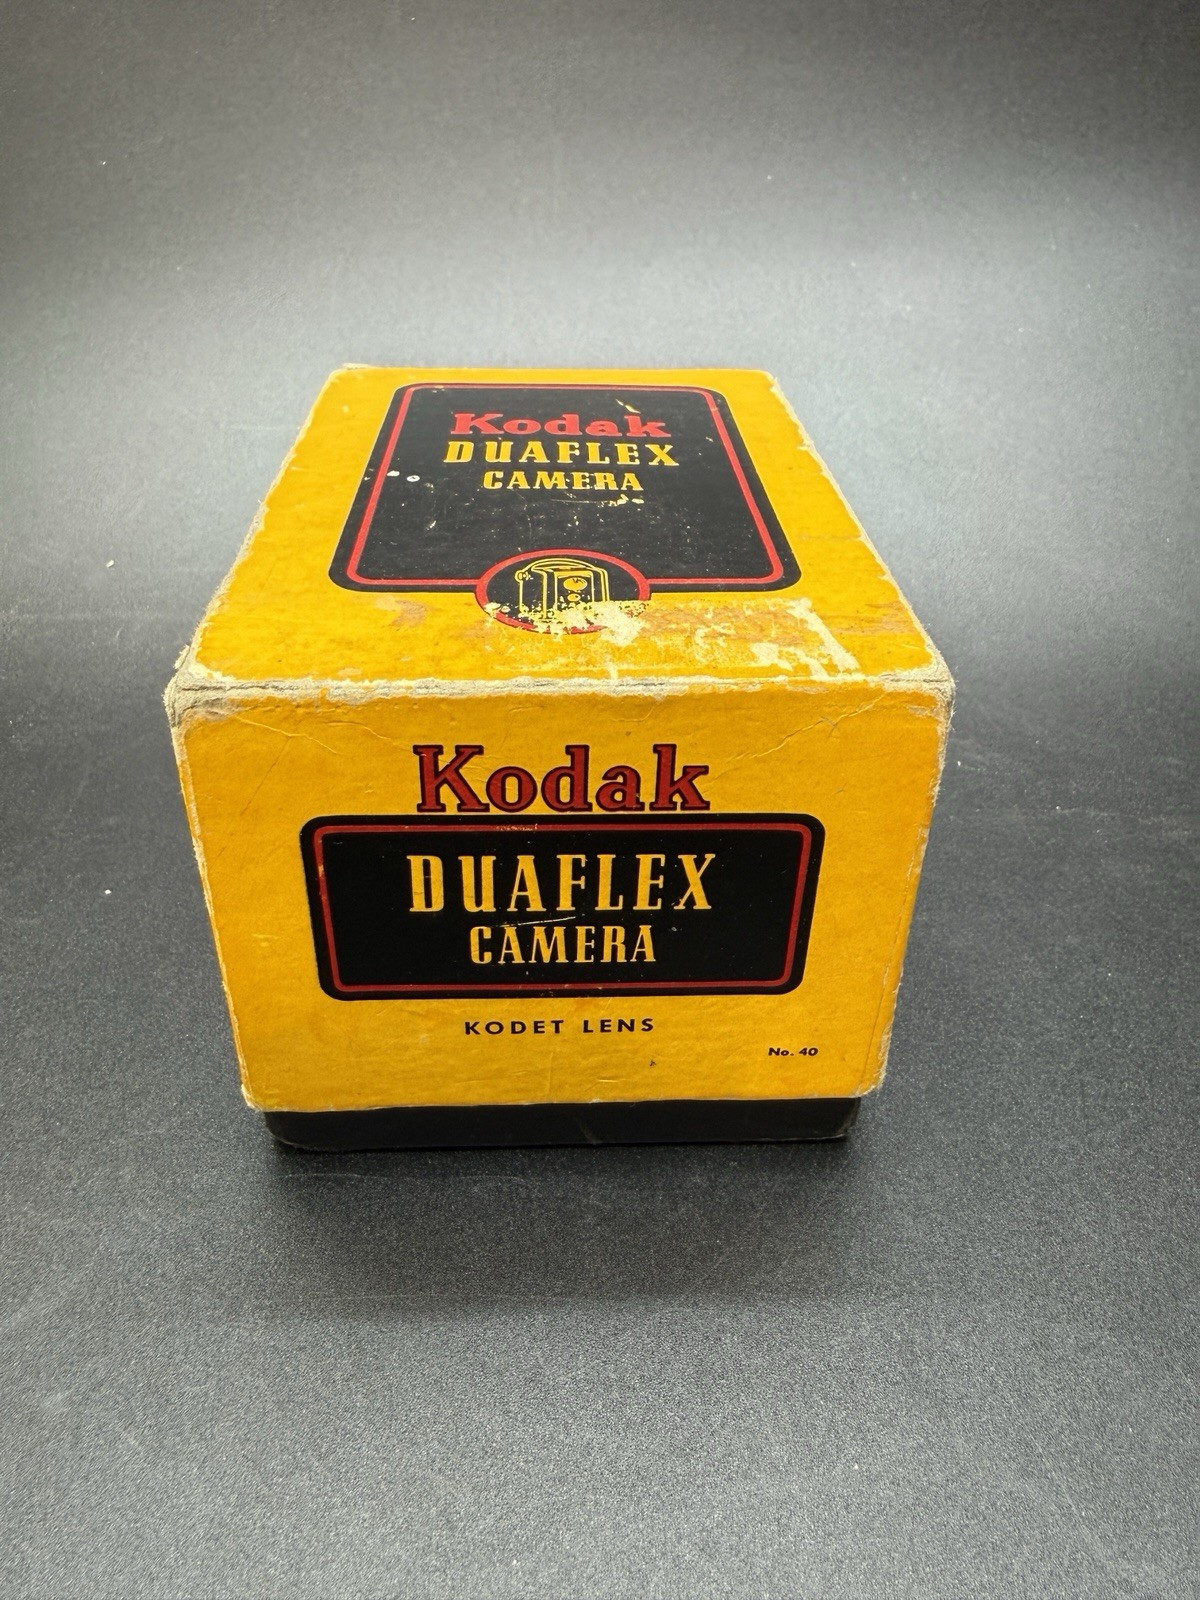 Kodak
DUAFLEX
CAMERA
Kodak
DUAFLEX
CAMERA
KODET LENS
No. 40